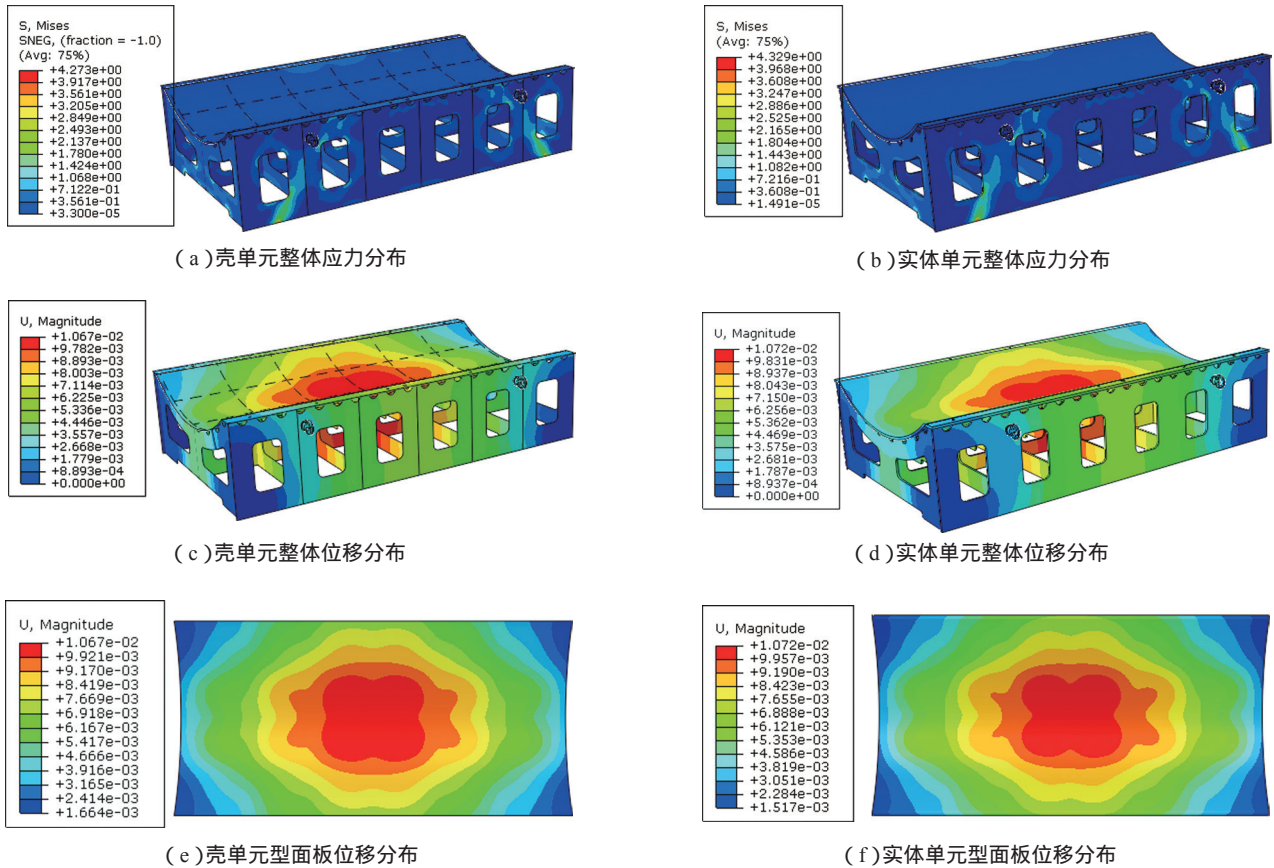 S, Mises
SNEG, (fraction = -1.0)
(Avg: 75%)
+4.273e+00
+3.917e+00
+3.561e+00
+3.205e+00
+2.849e+00
+2.493e+00
+2.137e+00
+1.780e+00
+1.424e+00
+1.068e+00
+7.122e-01
+3.561e-01
+3.300e-05
(a)壳单元整体应力分布
S, Mises
(Avg: 75%)
+4.329e+00
+3.968e+00
+3.608e+00
+3.247e+00
+2.886e+00
+2.525e+00
+2.165e+00
+1.804e+00
+1.443e+00
+1.082e+00
+7.216e-01
+3.608e-01
+1.491e-05
(b)实体单元整体应力分布
U, Magnitude
+1.067e-02
+9.782e-03
+8.893e-03
+8.003e-03
+7.114e-03
+6.225e-03
+5.336e-03
+4.446e-03
+3.557e-03
+2.668e-03
+1.779e-03
+8.893e-04
+0.000e+00
(c)壳单元整体位移分布
U, Magnitude
+1.072e-02
+9.831e-03
+8.937e-03
+8.043e-03
+7.150e-03
+6.256e-03
+5.362e-03
+4.469e-03
+3.575e-03
+2.681e-03
+1.787e-03
+8.937e-04
+0.000e+00
(d)实体单元整体位移分布
U, Magnitude
+1.067e-02
+9.921e-03
+9.170e-03
+8.419e-03
+7.669e-03
+6.918e-03
+6.167e-03
+5.417e-03
+4.666e-03
+3.916e-03
+3.165e-03
+2.414e-03
+1.664e-03
(e)壳单元型面板位移分布
U, Magnitude
+1.072e-02
+9.957e-03
+9.190e-03
+8.423e-03
+7.655e-03
+6.888e-03
+6.121e-03
+5.353e-03
+4.586e-03
+3.819e-03
+3.051e-03
+2.284e-03
+1.517e-03
(f)实体单元型面板位移分布